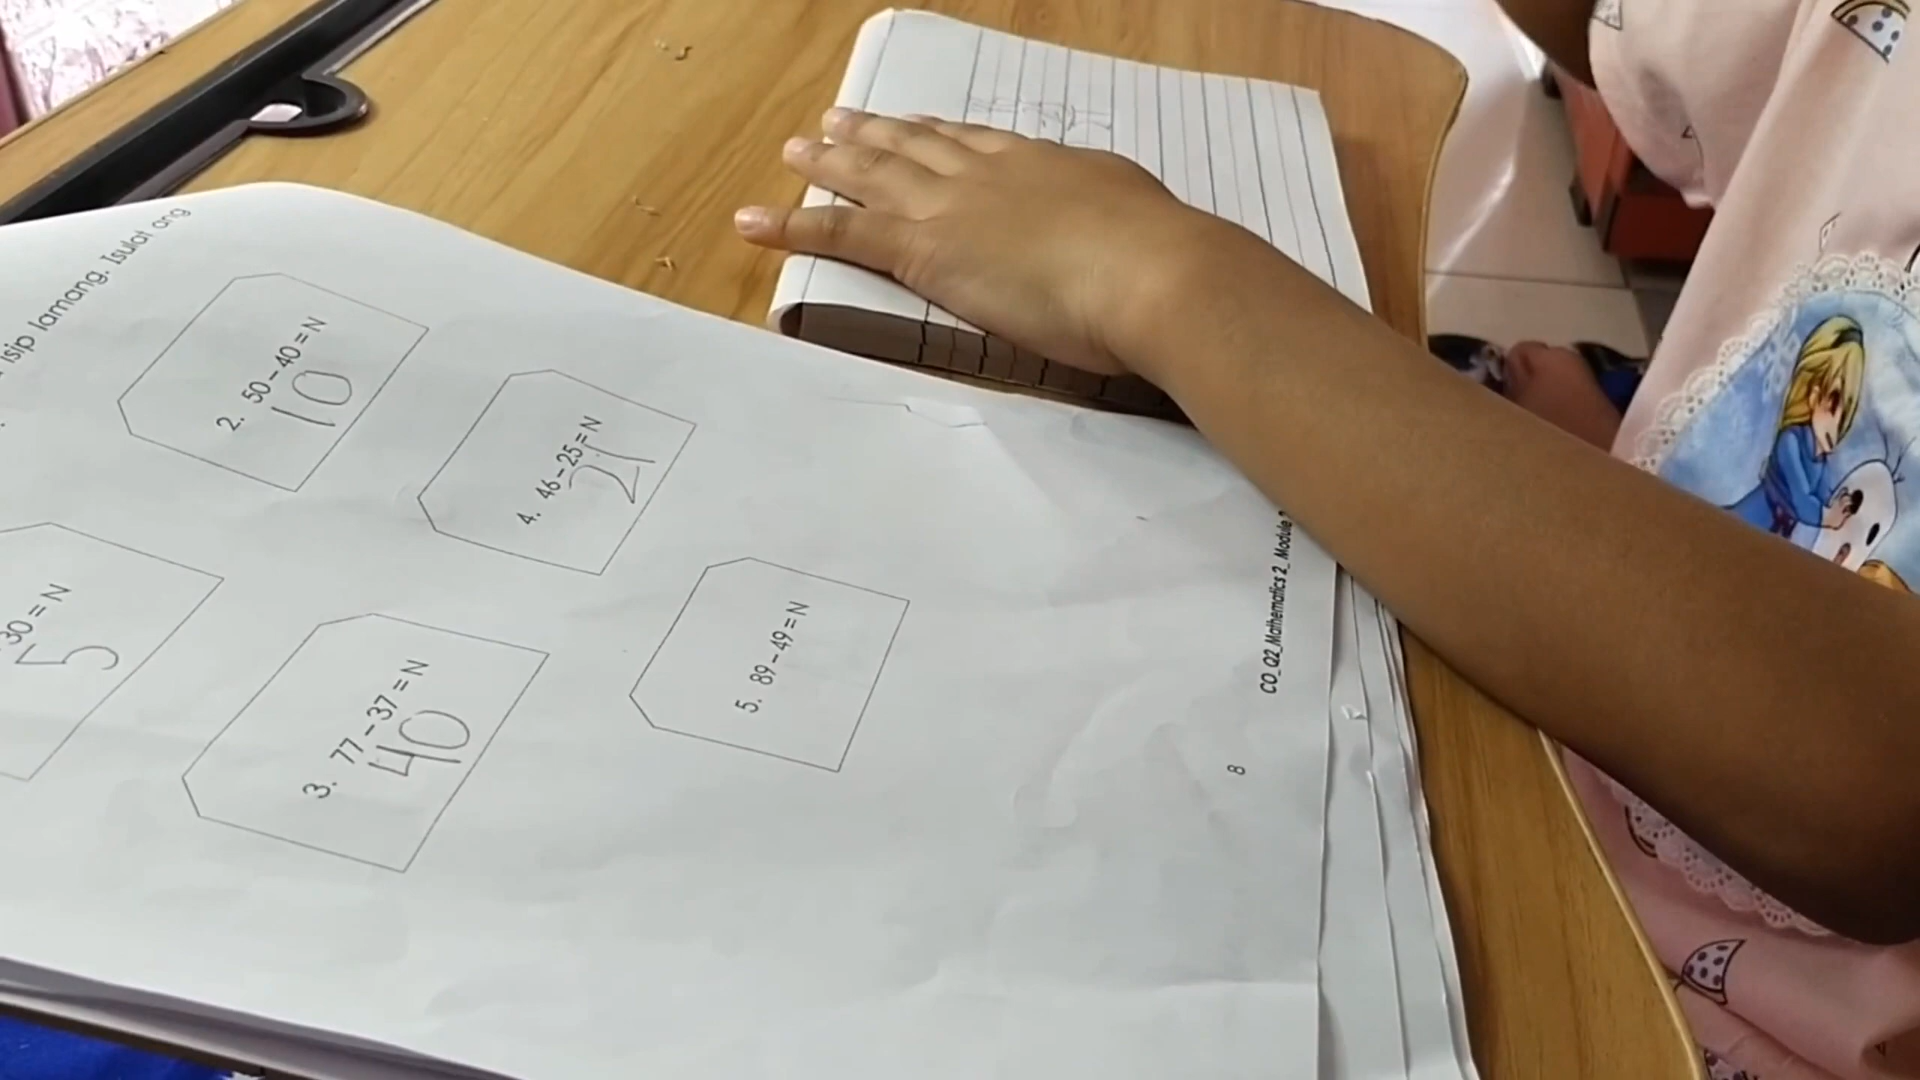 isip lamang. Isulat ang
30 = N
5
2. 50 – 40 = N
10
3. 77 – 37 = N
40
4. 46 – 25 = N
21
5. 89 – 49 = N
8
CO_Q2_Mathematics 2_ Module